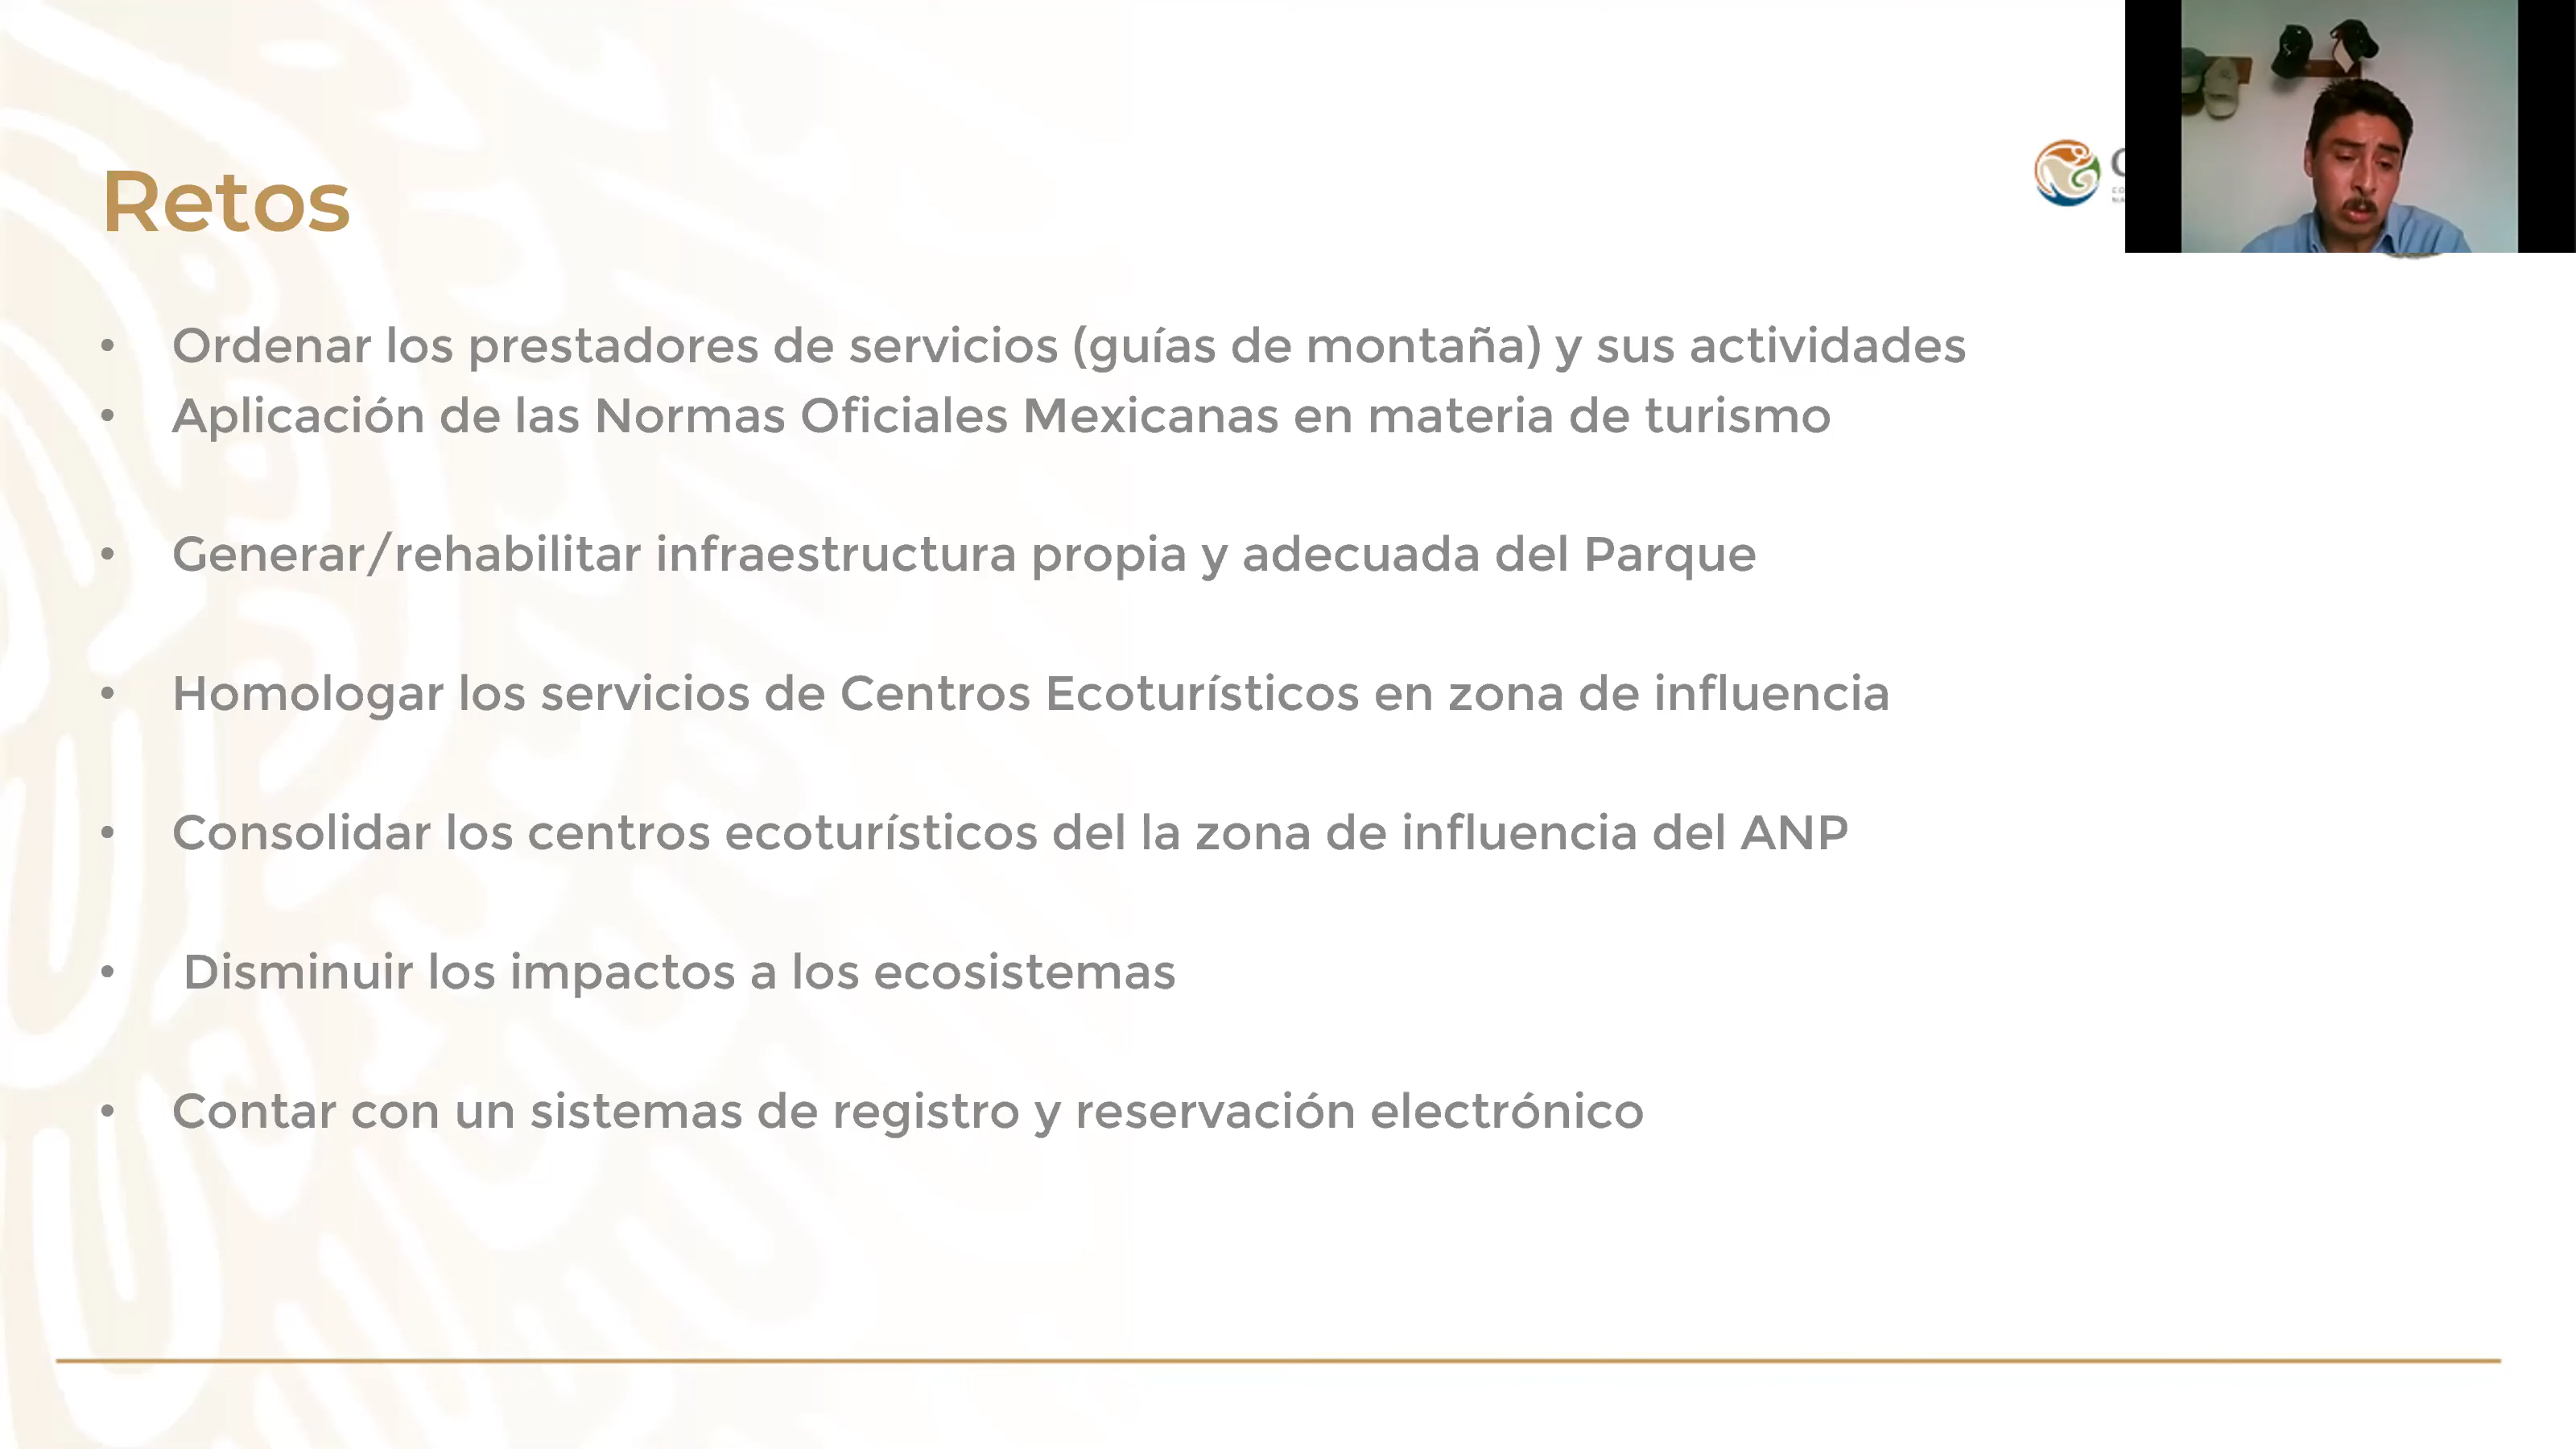 Retos
• Ordenar los prestadores de servicios (guías de montaña) y sus actividades
• Aplicación de las Normas Oficiales Mexicanas en materia de turismo
• Generar/rehabilitar infraestructura propia y adecuada del Parque
• Homologar los servicios de Centros Ecoturísticos en zona de influencia
• Consolidar los centros ecoturísticos del la zona de influencia del ANP
• Disminuir los impactos a los ecosistemas
• Contar con un sistemas de registro y reservación electrónico